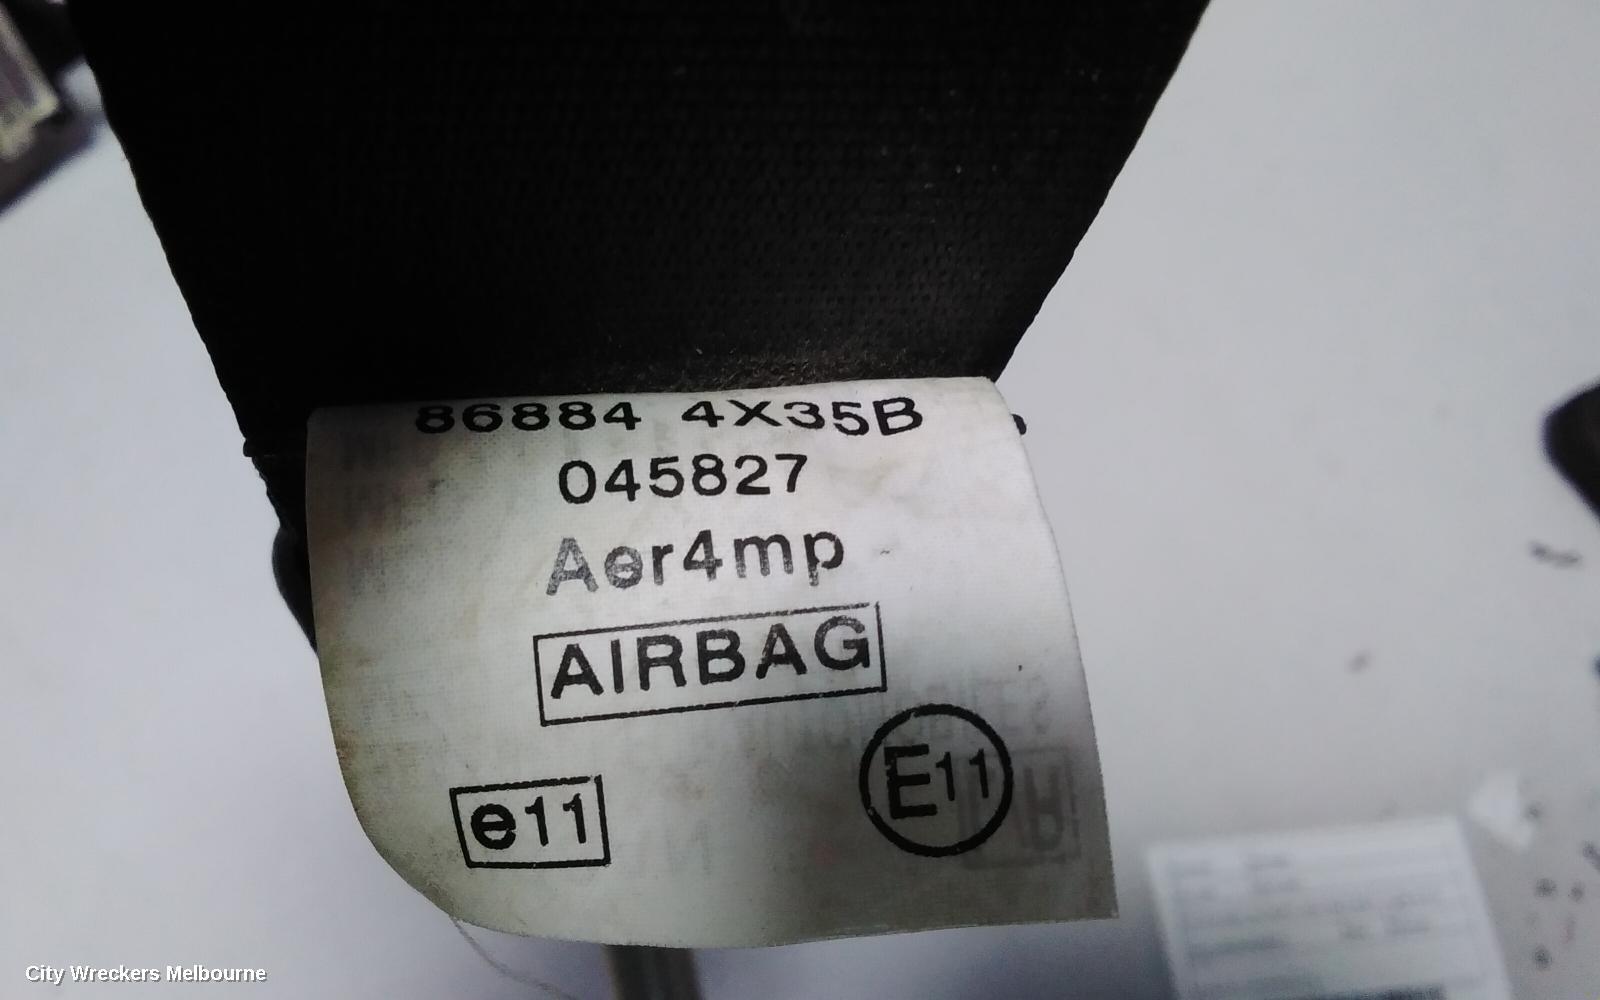 86884 4X35B
045827
Aer4mp
AIRBAG
e11
E11
City Wreckers Melbourne